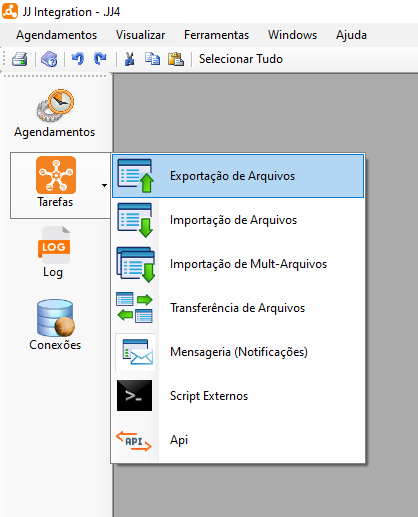 JJ Integration - JJ4
Agendamentos Visualizar Ferramentas Windows Ajuda
Selecionar Tudo
Agendamentos
Tarefas
Exportação de Arquivos
Importação de Arquivos
Importação de Mult-Arquivos
Transferência de Arquivos
Mensageria (Notificações)
Script Externos
API
Api
LOG
Log
Conexões